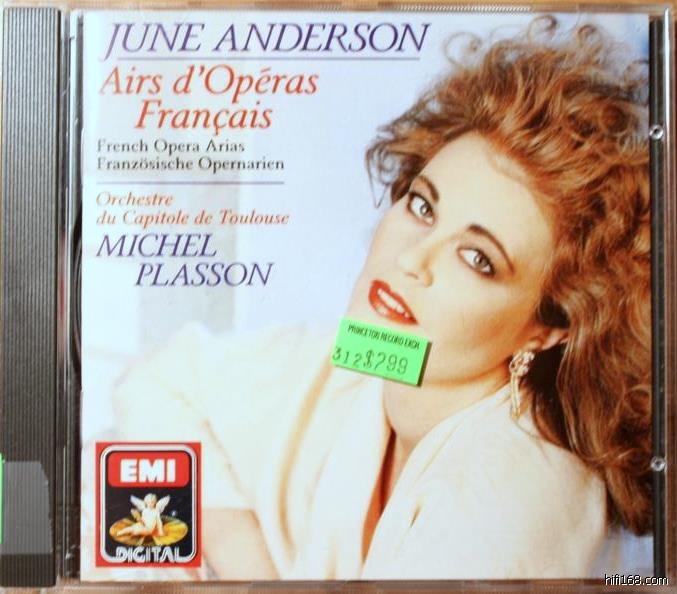 JUNE ANDERSON
Airs d'Opéras
Français
French Opera Arias
Französische Opernarien
Orchestre
du Capitole de Toulouse
MICHEL
PLASSON
PRINCETON RECORD EXCH.
312$799
EMI
DIGITAL
hifi168.com